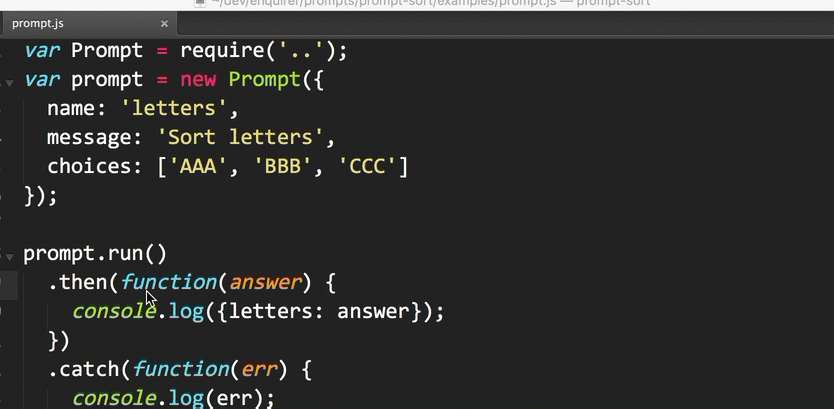 ~/dev/enquirer/prompts/prompt-sort/examples/prompt.js — prompt-sort
prompt.js ×
var Prompt = require('..');
var prompt = new Prompt({
name: 'letters',
message: 'Sort letters',
choices: ['AAA', 'BBB', 'CCC']
});
prompt.run()
.then(function(answer) {
console.log({letters: answer});
})
.catch(function(err) {
console.log(err);